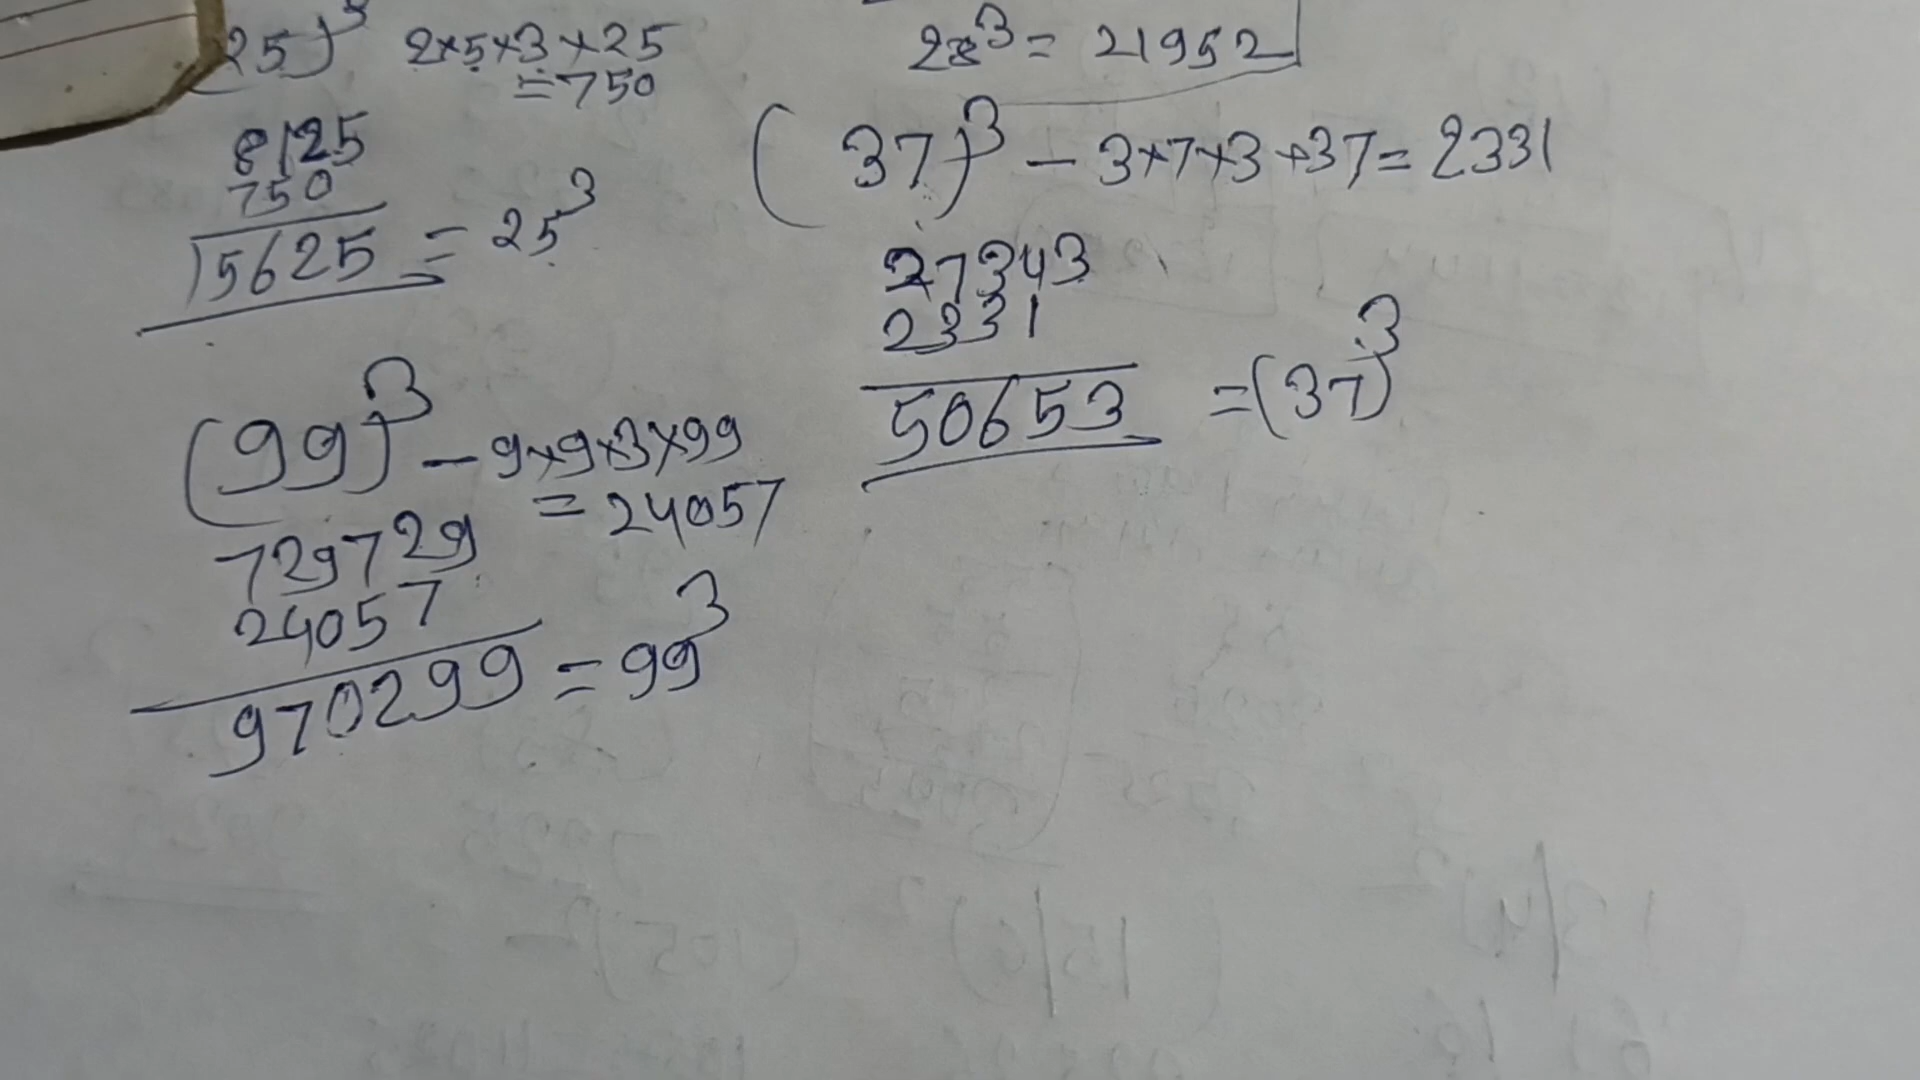 25)³ 2×5×3×25
=750
8125
750
15625 = 25³
28³ = 21952
(37)³ - 3×7×3×37= 2331
27343
2331
50653 =(37)³
(99)³ - 9×9×3×99
= 24057
729729
24057
970299 = 99³